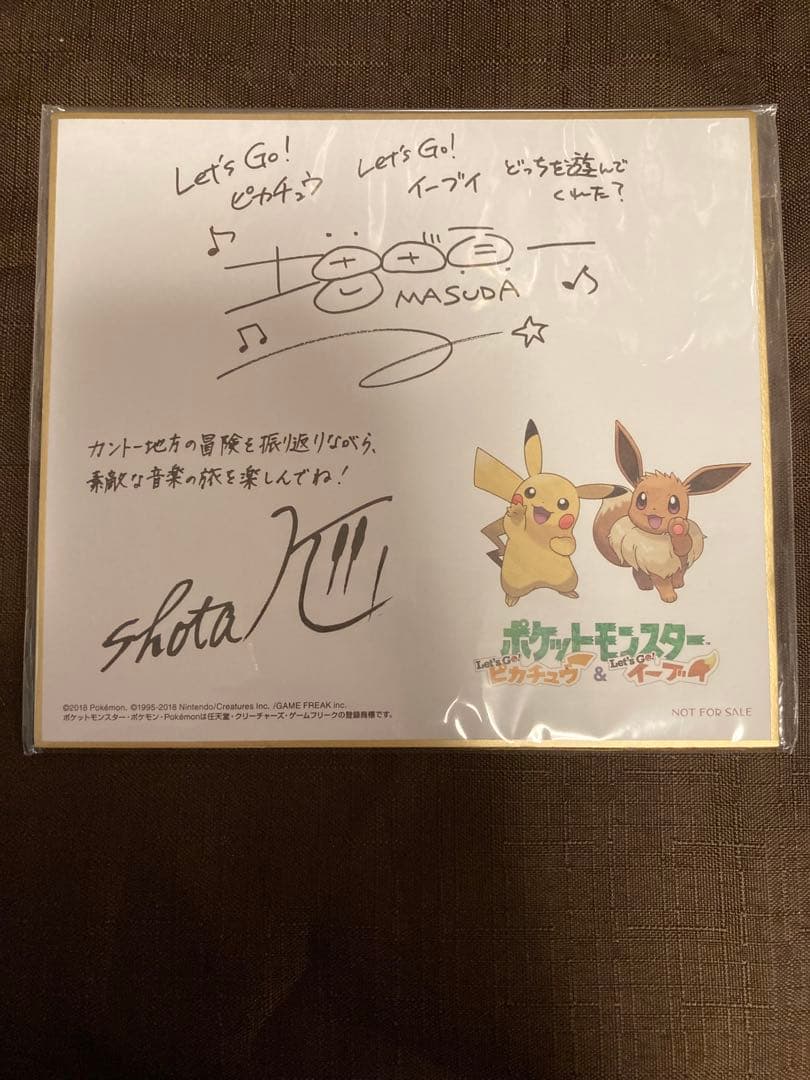 Let's Go!
ピカチュウ
Let's Go!
イーブイ
どっちを遊んで
くれた?
MASUDA
カントー地方の冒険を振り返りながら、
素敵な音楽の旅を楽しんでね!
Shota
ポケットモンスター
Let's Go! ピカチュウ & Let's Go! イーブイ
©2018 Pokémon. ©1995-2018 Nintendo/Creatures Inc. /GAME FREAK inc.
ポケットモンスター・ポケモン・Pokémonは任天堂・クリーチャーズ・ゲームフリークの登録商標です。
NOT FOR SALE